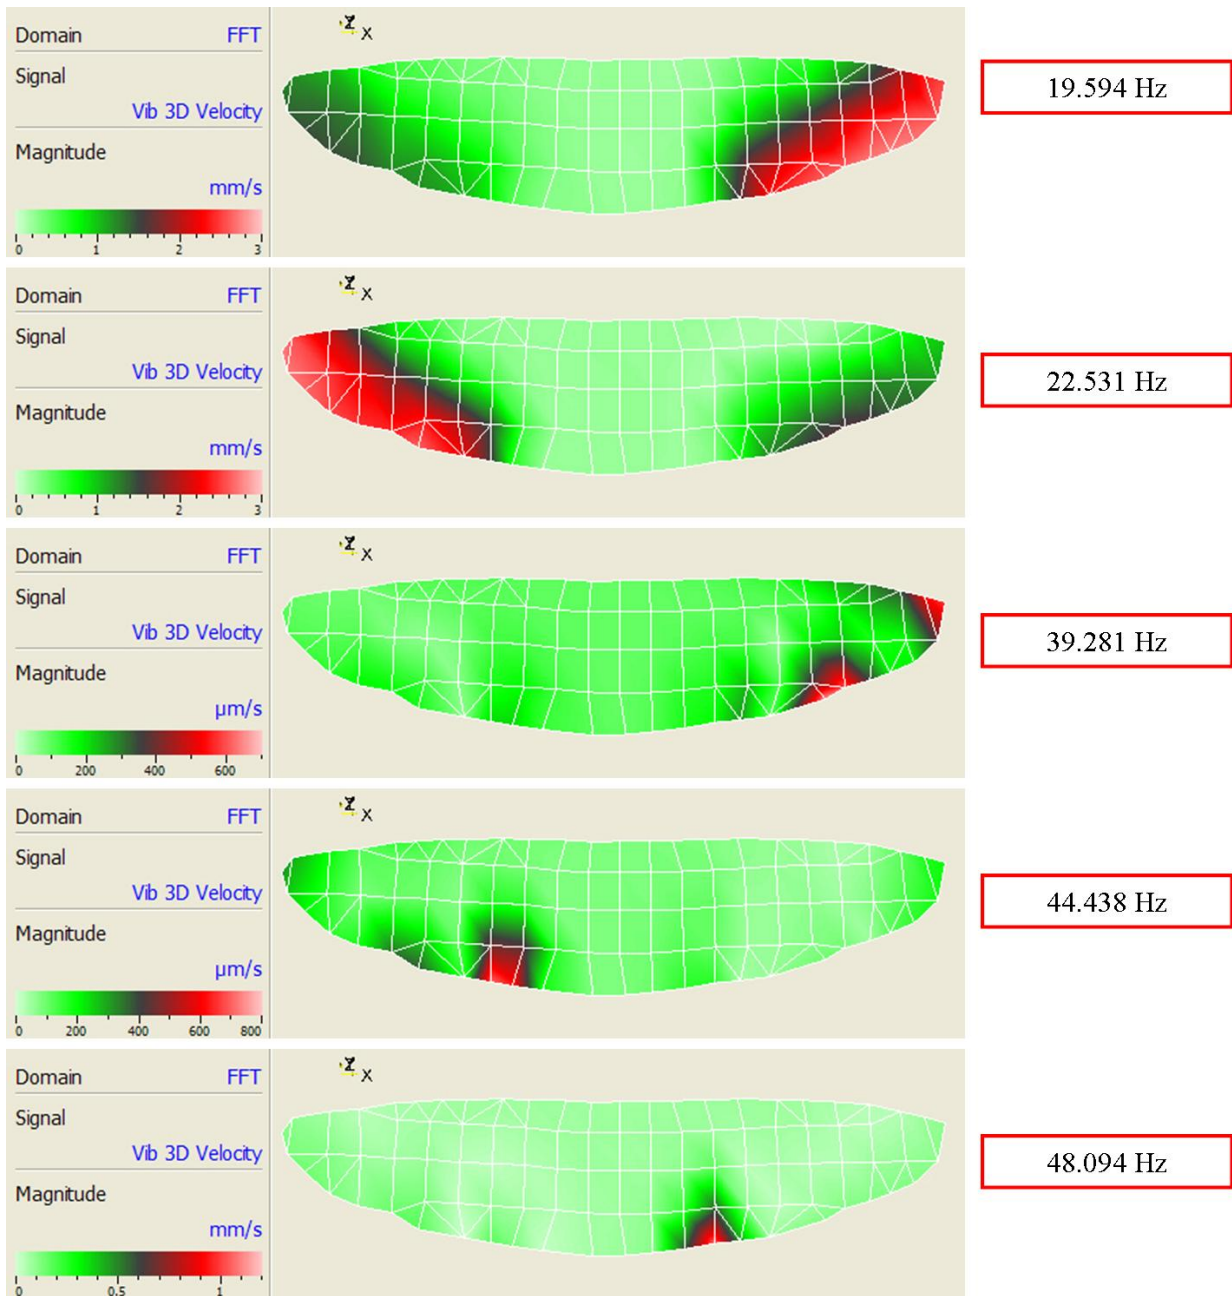 Domain FFT
Z
X
Signal
Vib 3D Velocity
19.594 Hz
Magnitude
mm/s
0 1 2 3
Domain FFT
Z
X
Signal
Vib 3D Velocity
22.531 Hz
Magnitude
mm/s
0 1 2 3
Domain FFT
Z
X
Signal
Vib 3D Velocity
39.281 Hz
Magnitude
µm/s
0 200 400 600
Domain FFT
Z
X
Signal
Vib 3D Velocity
44.438 Hz
Magnitude
µm/s
0 200 400 600 800
Domain FFT
Z
X
Signal
Vib 3D Velocity
48.094 Hz
Magnitude
mm/s
0 0.5 1